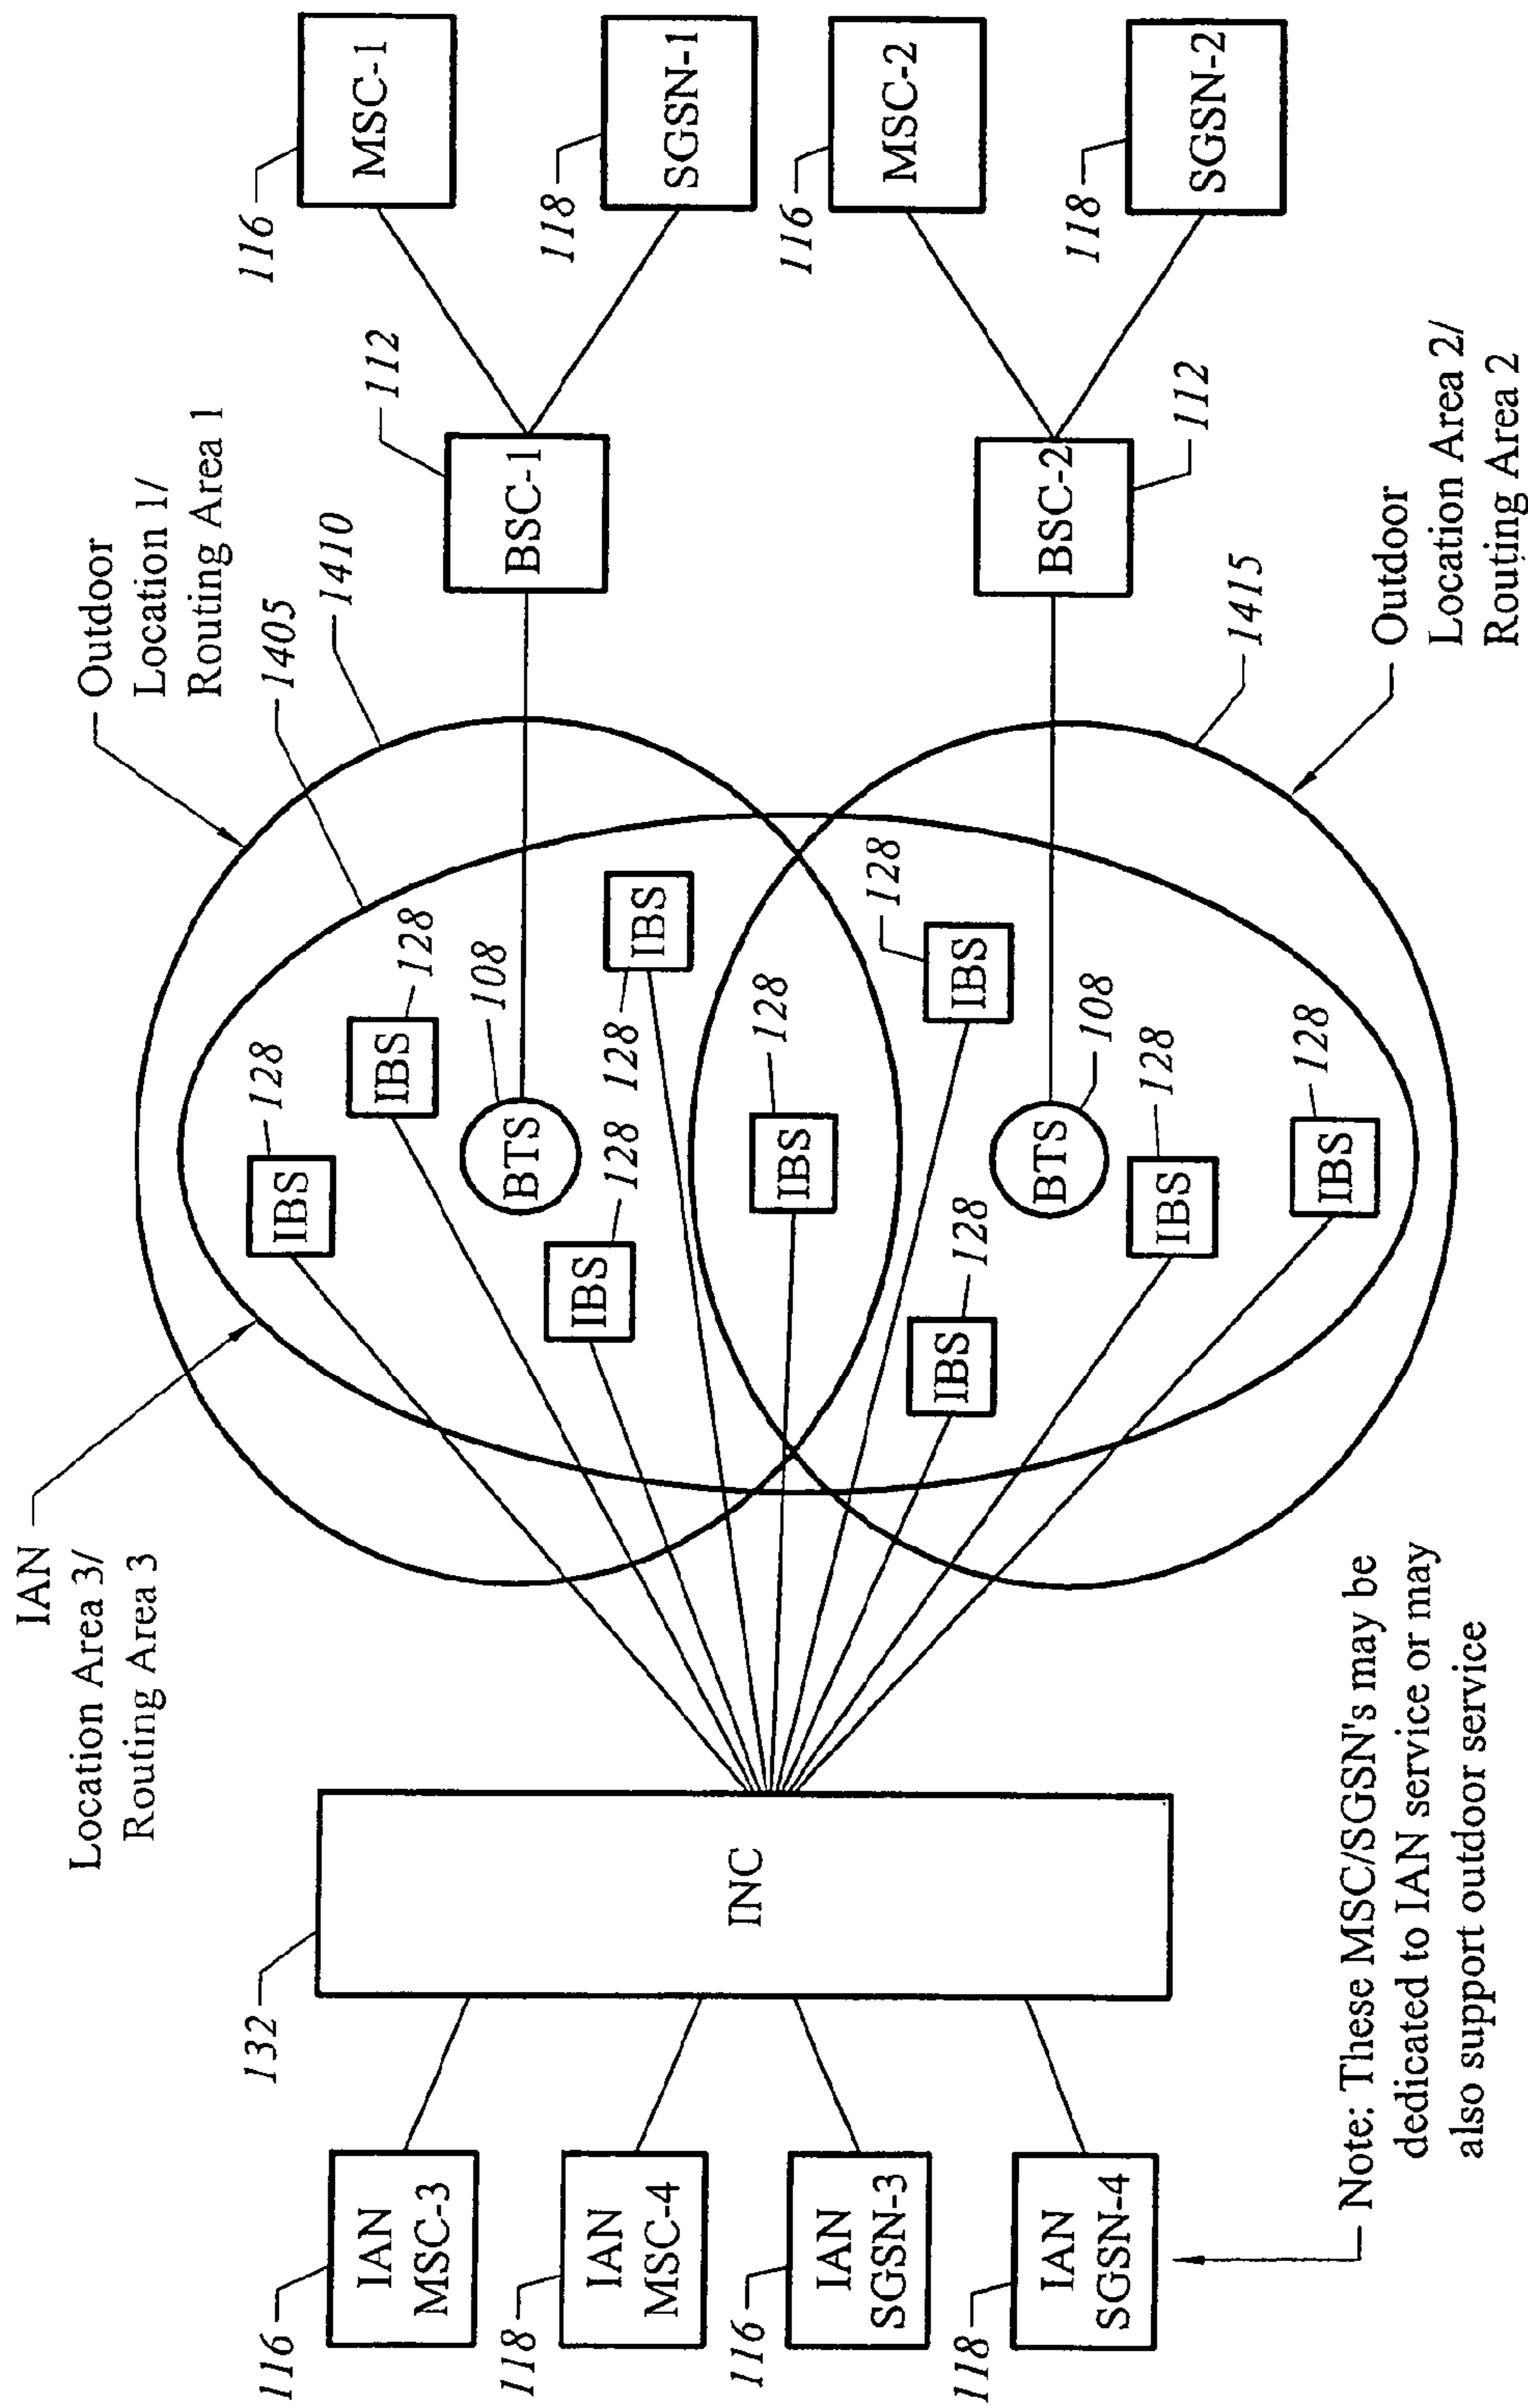 IAN
Location Area 3/
Routing Area 3
Outdoor
Location 1/
Routing Area 1
1405
1410
132
INC
116
IAN
MSC-3
118
IAN
MSC-4
116
IAN
SGSN-3
118
IAN
SGSN-4
IBS
128
IBS
128
BTS
108
IBS
128
IBS
128
IBS
128
IBS
128
IBS
128
BTS
108
IBS
128
IBS
128
BSC-1
112
MSC-1
116
SGSN-1
118
BSC-2
112
MSC-2
116
SGSN-2
118
1415
Outdoor
Location Area 2/
Routing Area 2
Note: These MSC/SGSN's may be
dedicated to IAN service or may
also support outdoor service